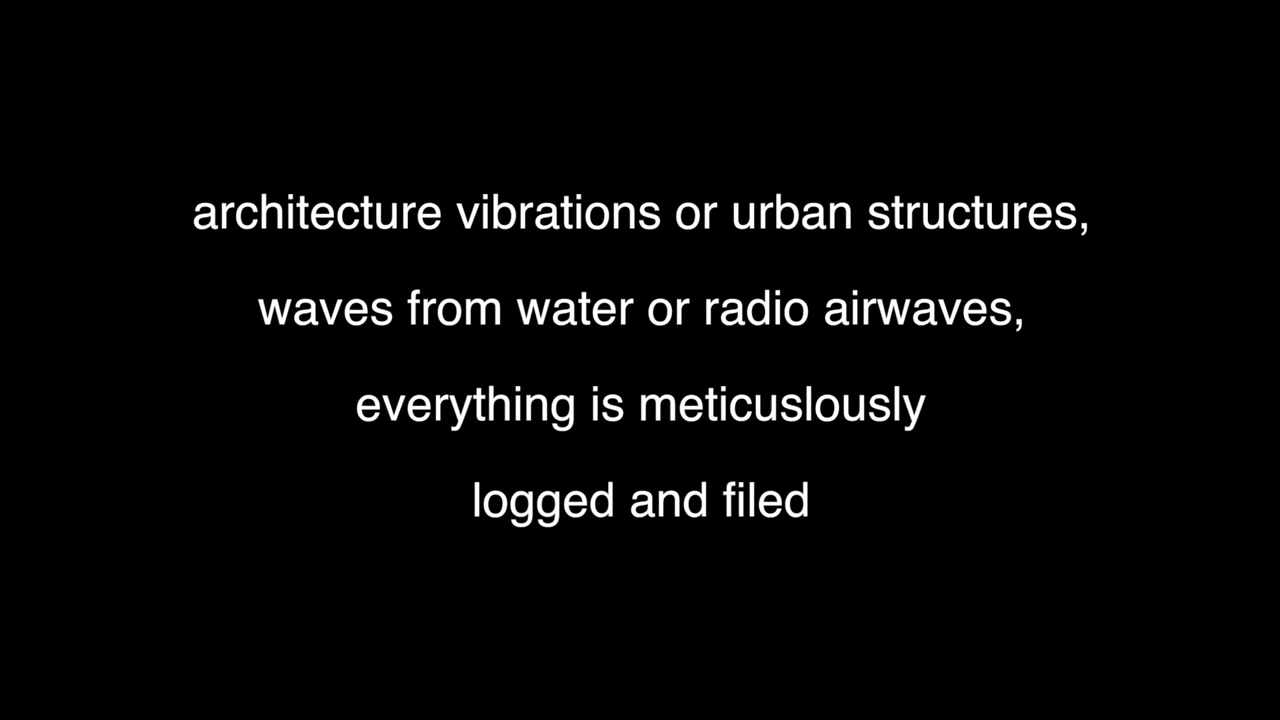 architecture vibrations or urban structures,
waves from water or radio airwaves,
everything is meticuslously
logged and filed